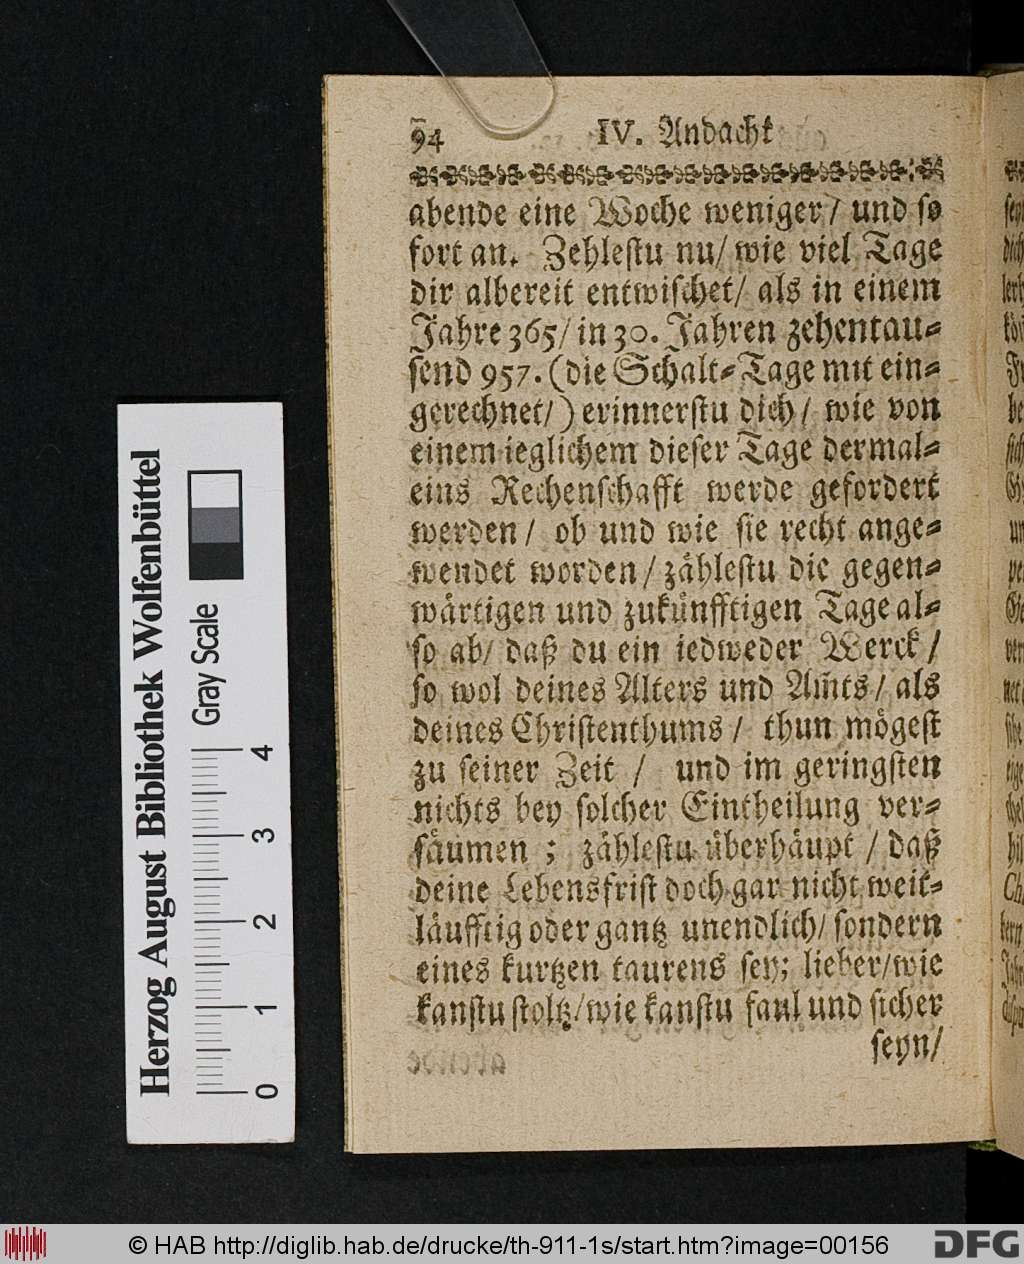 94 IV. Andacht
abende eine Woche weniger / und so
fort an. Zehlestu nu / wie viel Tage
dir albereit entwischet / als in einem
Jahre 365 / in 30. Jahren zehentau⸗
send 957. (die Schalt⸗Tage mit ein⸗
gerechnet / ) erinnerstu dich / wie von
einem ieglichem dieser Tage dermal⸗
eins Rechenschafft werde gefordert
werden / ob und wie sie recht ange⸗
wendet worden / zählestu die gegen⸗
wärtigen und zukünfftigen Tage al⸗
so ab / daß du ein iedweder Werck /
so wol deines Alters und Am̃ts / als
deines Christenthums / thun mögest
zu seiner Zeit / und im geringsten
nichts bey solcher Eintheilung ver⸗
säumen ; zählestu überhäupt / daß
deine Lebensfrist doch gar nicht weit⸗
läufftig oder gantz unendlich / sondern
eines kurtzen taurens sey; lieber / wie
kanstu stoltz / wie kanstu faul und sicher
seyn /
Herzog August Bibliothek Wolfenbüttel
Gray Scale
0 1 2 3 4
© HAB http://diglib.hab.de/drucke/th-911-1s/start.htm?image=00156
DFG